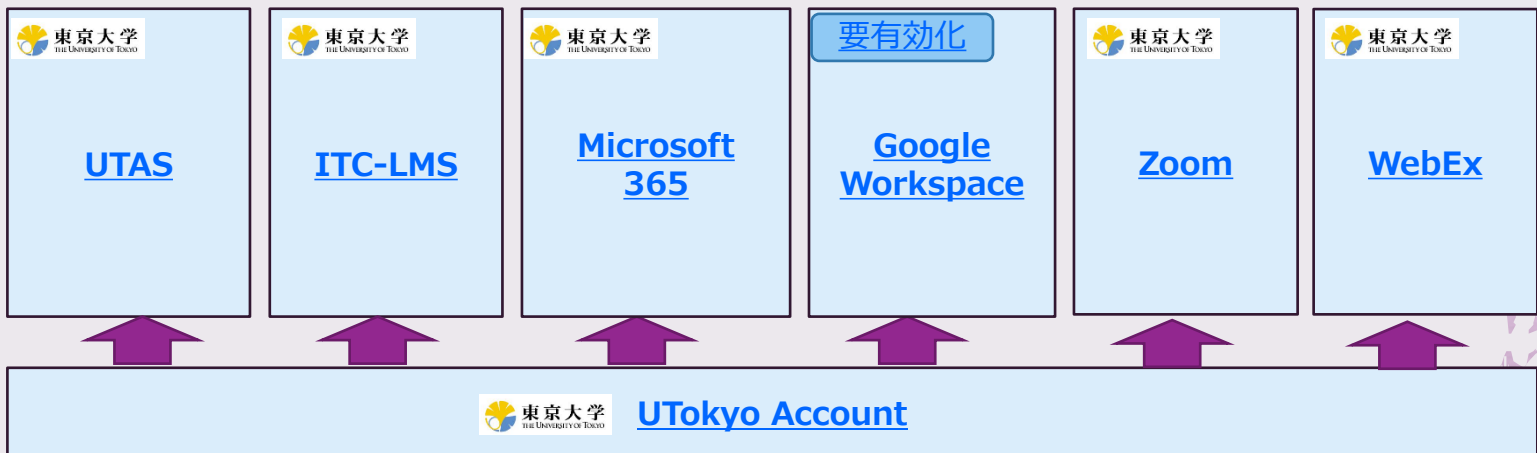 東京大学
THE UNIVERSITY OF TOKYO
UTAS
東京大学
THE UNIVERSITY OF TOKYO
ITC-LMS
東京大学
THE UNIVERSITY OF TOKYO
Microsoft
365
要有効化
Google
Workspace
東京大学
THE UNIVERSITY OF TOKYO
Zoom
東京大学
THE UNIVERSITY OF TOKYO
WebEx
東京大学
THE UNIVERSITY OF TOKYO
UTokyo Account